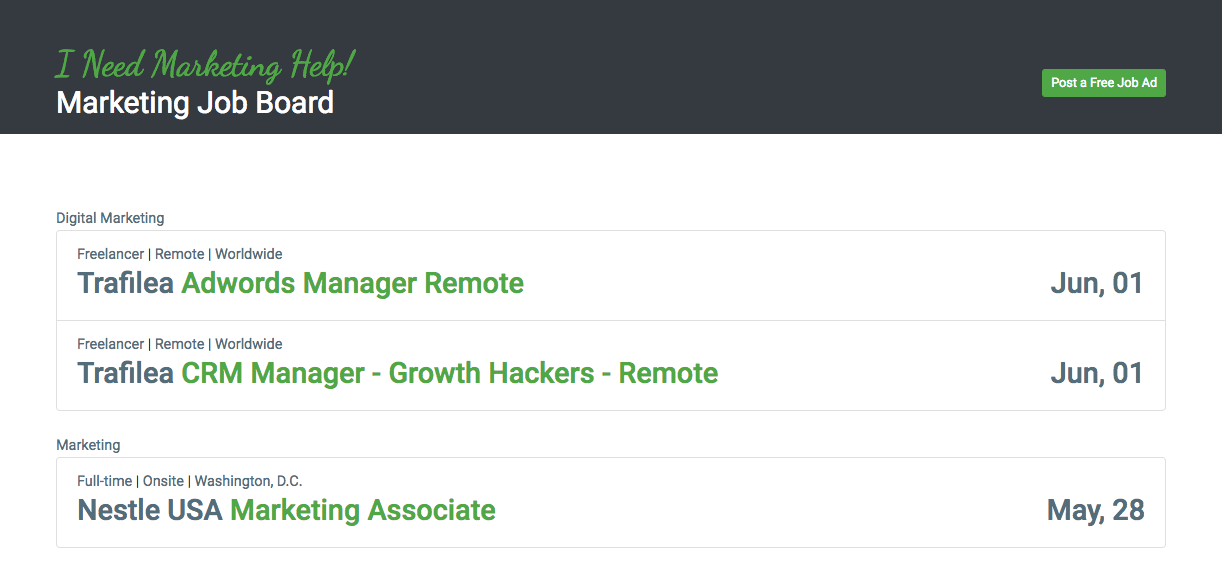 I Need Marketing Help!
Marketing Job Board
Post a Free Job Ad
Digital Marketing
Freelancer | Remote | Worldwide
Trafilea Adwords Manager Remote
Jun, 01
Freelancer | Remote | Worldwide
Trafilea CRM Manager - Growth Hackers - Remote
Jun, 01
Marketing
Full-time | Onsite | Washington, D.C.
Nestle USA Marketing Associate
May, 28